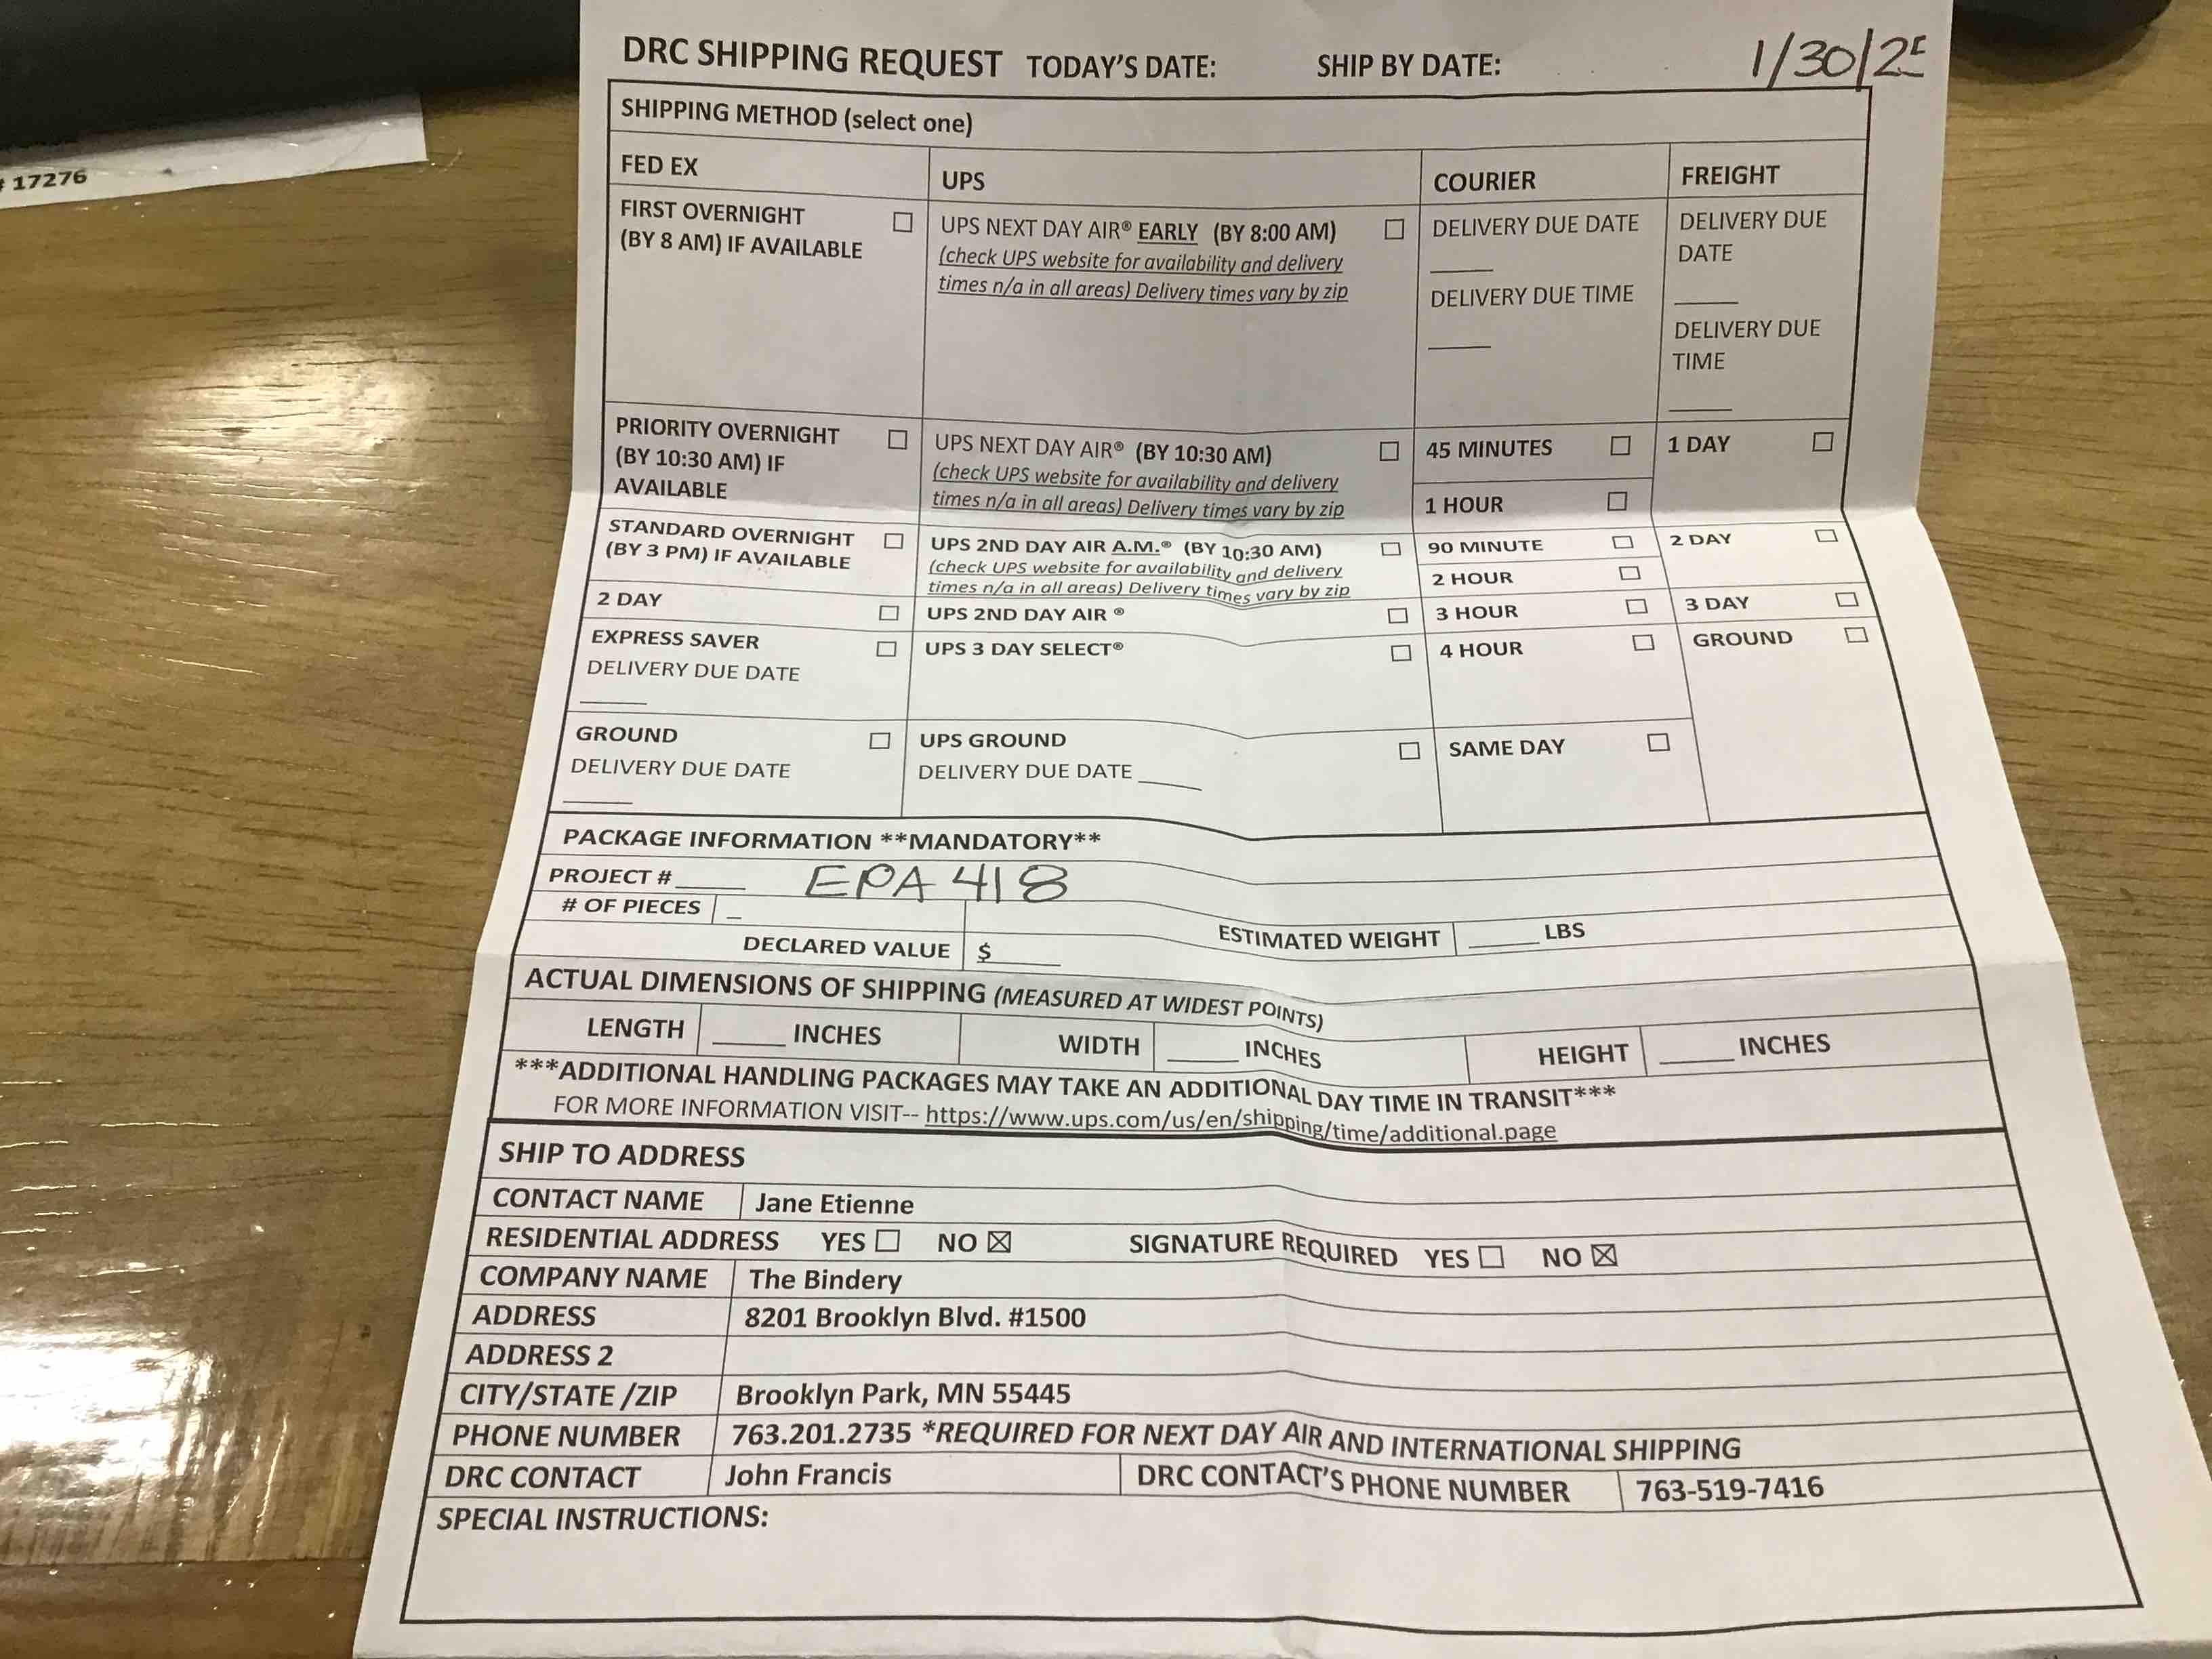 DRC SHIPPING REQUEST TODAY'S DATE: SHIP BY DATE: 1/30/25
# 17276
SHIPPING METHOD (select one)
FED EX
FIRST OVERNIGHT ☐
(BY 8 AM) IF AVAILABLE
PRIORITY OVERNIGHT ☐
(BY 10:30 AM) IF
AVAILABLE
STANDARD OVERNIGHT ☐
(BY 3 PM) IF AVAILABLE
2 DAY ☐
EXPRESS SAVER ☐
DELIVERY DUE DATE
_____
GROUND ☐
DELIVERY DUE DATE
_____
UPS
UPS NEXT DAY AIR® EARLY (BY 8:00 AM) ☐
(check UPS website for availability and delivery
times n/a in all areas) Delivery times vary by zip
UPS NEXT DAY AIR® (BY 10:30 AM) ☐
(check UPS website for availability and delivery
times n/a in all areas) Delivery times vary by zip
UPS 2ND DAY AIR A.M.® (BY 10:30 AM) ☐
(check UPS website for availability and delivery
times n/a in all areas) Delivery times vary by zip
UPS 2ND DAY AIR ® ☐
UPS 3 DAY SELECT® ☐
UPS GROUND ☐
DELIVERY DUE DATE _____
COURIER
DELIVERY DUE DATE
_____
DELIVERY DUE TIME
_____
45 MINUTES ☐
1 HOUR ☐
90 MINUTE ☐
2 HOUR ☐
3 HOUR ☐
4 HOUR ☐
SAME DAY ☐
FREIGHT
DELIVERY DUE
DATE
_____
DELIVERY DUE
TIME
_____
1 DAY ☐
2 DAY ☐
3 DAY ☐
GROUND ☐
PACKAGE INFORMATION **MANDATORY**
PROJECT # _____ EPA 418
# OF PIECES _
DECLARED VALUE $_____ ESTIMATED WEIGHT _____ LBS
ACTUAL DIMENSIONS OF SHIPPING (MEASURED AT WIDEST POINTS)
LENGTH _____ INCHES WIDTH _____ INCHES HEIGHT _____ INCHES
***ADDITIONAL HANDLING PACKAGES MAY TAKE AN ADDITIONAL DAY TIME IN TRANSIT***
FOR MORE INFORMATION VISIT-- https://www.ups.com/us/en/shipping/time/additional.page
SHIP TO ADDRESS
CONTACT NAME Jane Etienne
RESIDENTIAL ADDRESS YES ☐ NO ☒ SIGNATURE REQUIRED YES ☐ NO ☒
COMPANY NAME The Bindery
ADDRESS 8201 Brooklyn Blvd. #1500
ADDRESS 2
CITY/STATE /ZIP Brooklyn Park, MN 55445
PHONE NUMBER 763.201.2735 *REQUIRED FOR NEXT DAY AIR AND INTERNATIONAL SHIPPING
DRC CONTACT John Francis DRC CONTACT'S PHONE NUMBER 763-519-7416
SPECIAL INSTRUCTIONS: